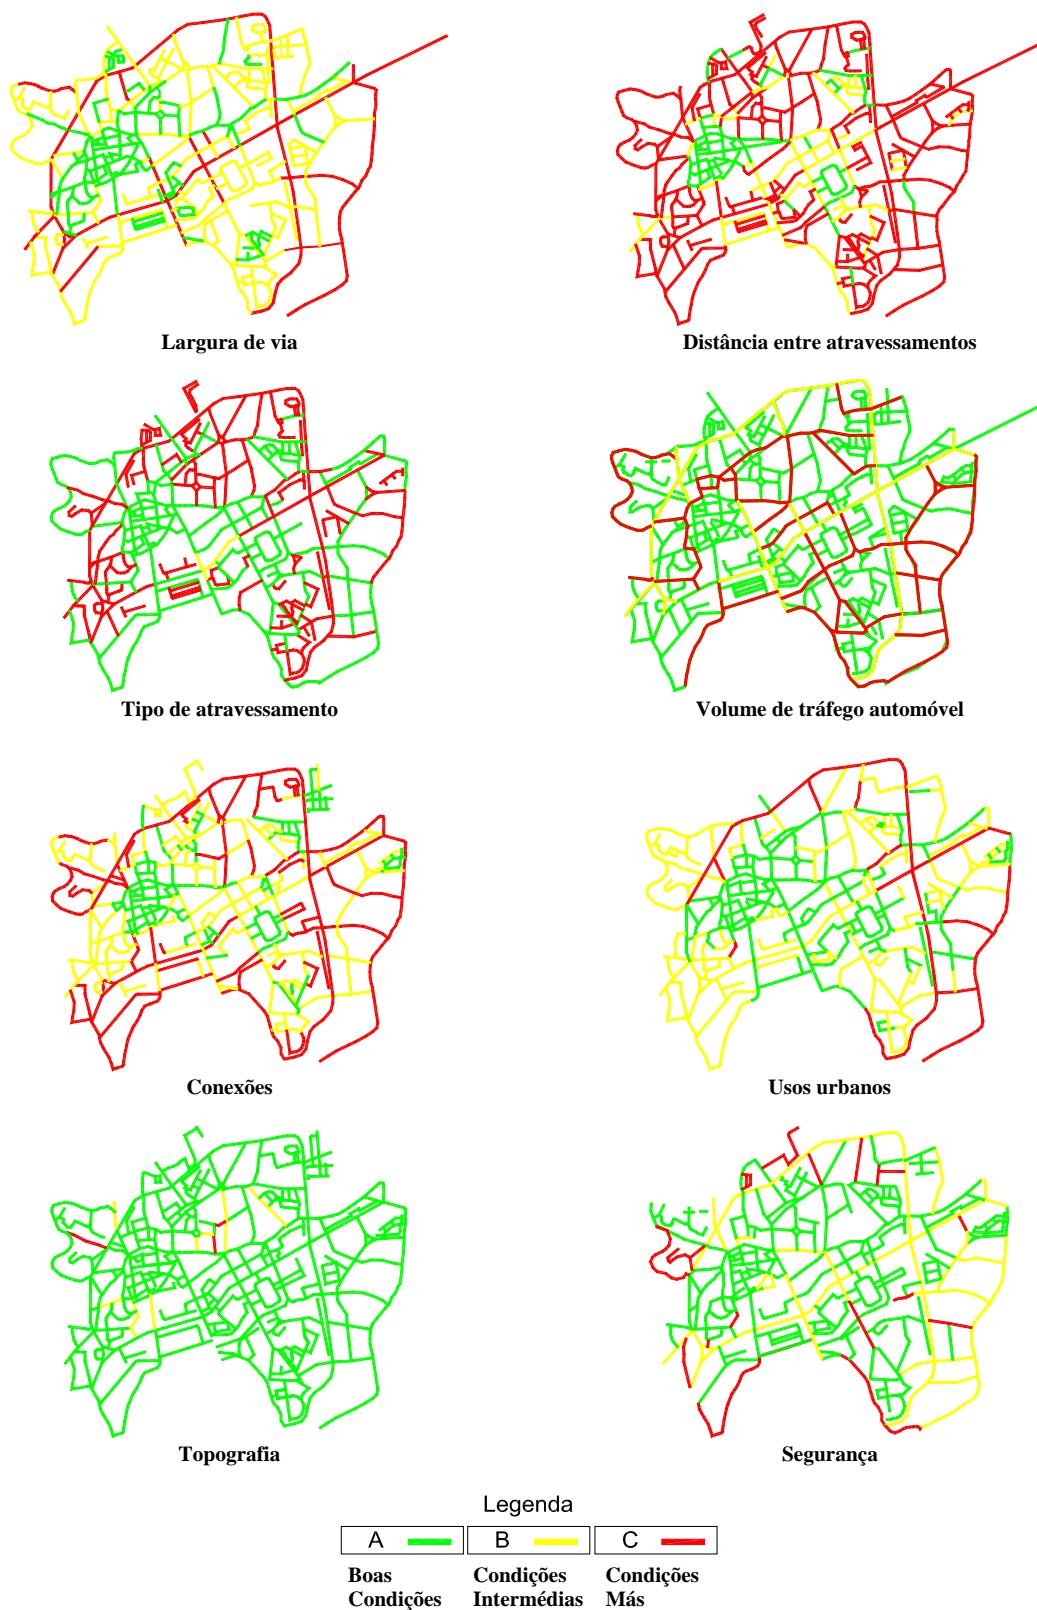 Largura de via
Distância entre atravessamentos
Tipo de atravessamento
Volume de tráfego automóvel
Conexões
Usos urbanos
Topografia
Segurança
Legenda
A
B
C
Boas Condições
Condições Intermédias
Condições Más